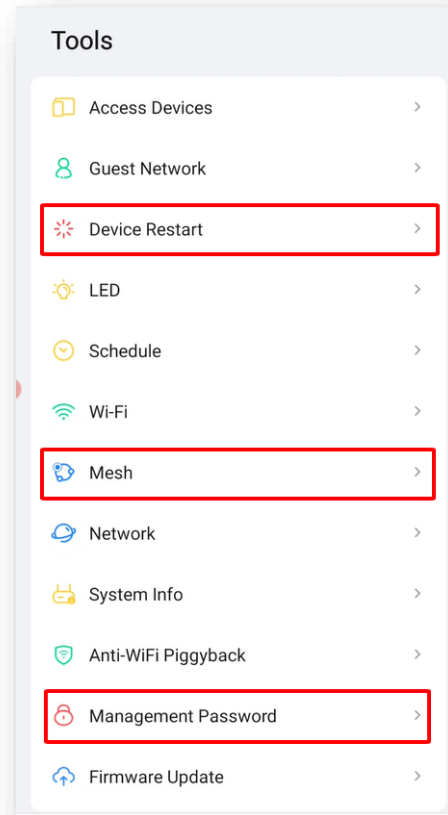 Tools
Access Devices
Guest Network
Device Restart
LED
Schedule
Wi-Fi
Mesh
Network
System Info
Anti-WiFi Piggyback
Management Password
Firmware Update